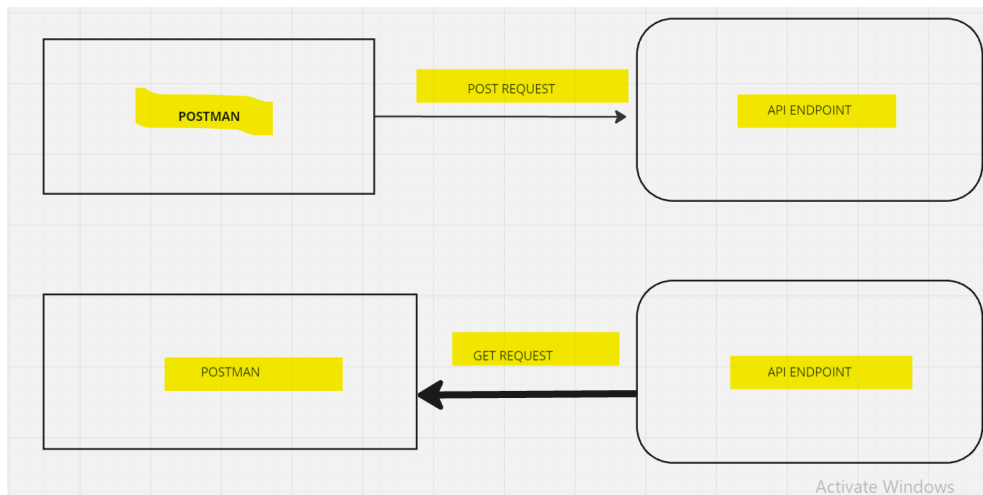 POSTMAN
POST REQUEST
API ENDPOINT
POSTMAN
GET REQUEST
API ENDPOINT
Activate Windows